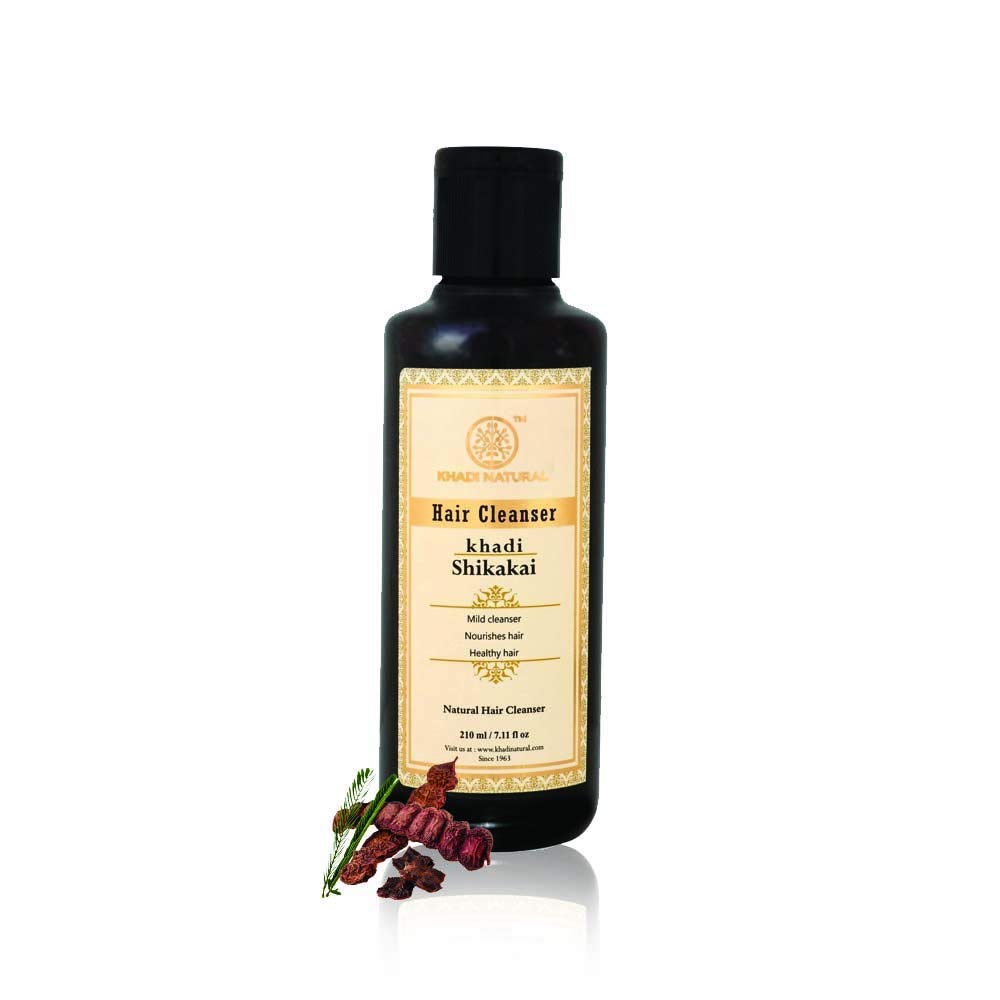 TM
KHADI NATURAL
Hair Cleanser
khadi
Shikakai
Mild cleanser
Nourishes hair
Healthy hair
Natural Hair Cleanser
210 ml / 7.11 fl oz
Visit us at : www.khadinatural.com
Since 1963